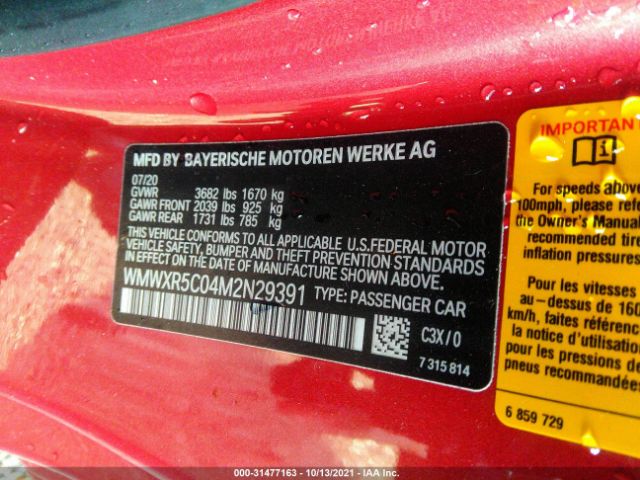 MFD BY BAYERISCHE MOTOREN WERKE AG
07/20
GVWR 3682 lbs 1670 kg
GAWR FRONT 2039 lbs 925 kg
GAWR REAR 1731 lbs 785 kg
THIS VEHICLE CONFORMS TO ALL APPLICABLE U.S.FEDERAL MOTOR
VEHICLE SAFETY, BUMPER AND THEFT PREVENTION STANDARDS
IN EFFECT ON THE DATE OF MANUFACTURE SHOWN ABOVE.
WMWXR5C04M2N29391 TYPE: PASSENGER CAR
C3X/0
7 315 814
IMPORTANT
For speeds above
100mph, please refe
the Owner's Manual
recommended tir
inflation pressures
Pour les vitesses
au-dessus de 160
km/h, faites référenc
la notice d'utilisation
pour les pressions de
pneus recommandées
6 859 729
000-31477163 - 10/13/2021 - IAA Inc.